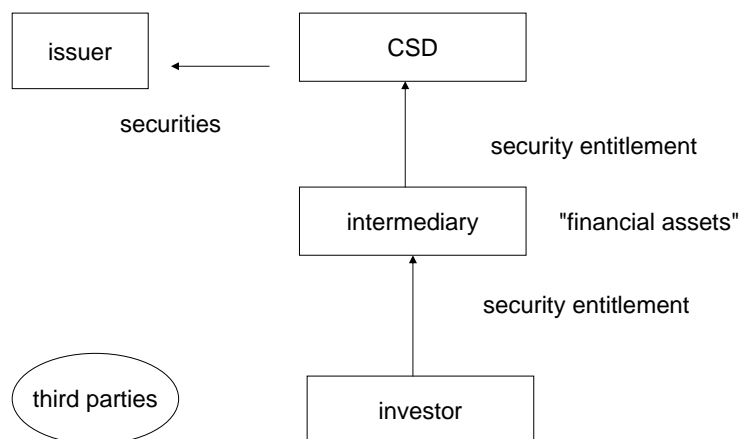 issuer
CSD
securities
security entitlement
intermediary
"financial assets"
security entitlement
third parties
investor